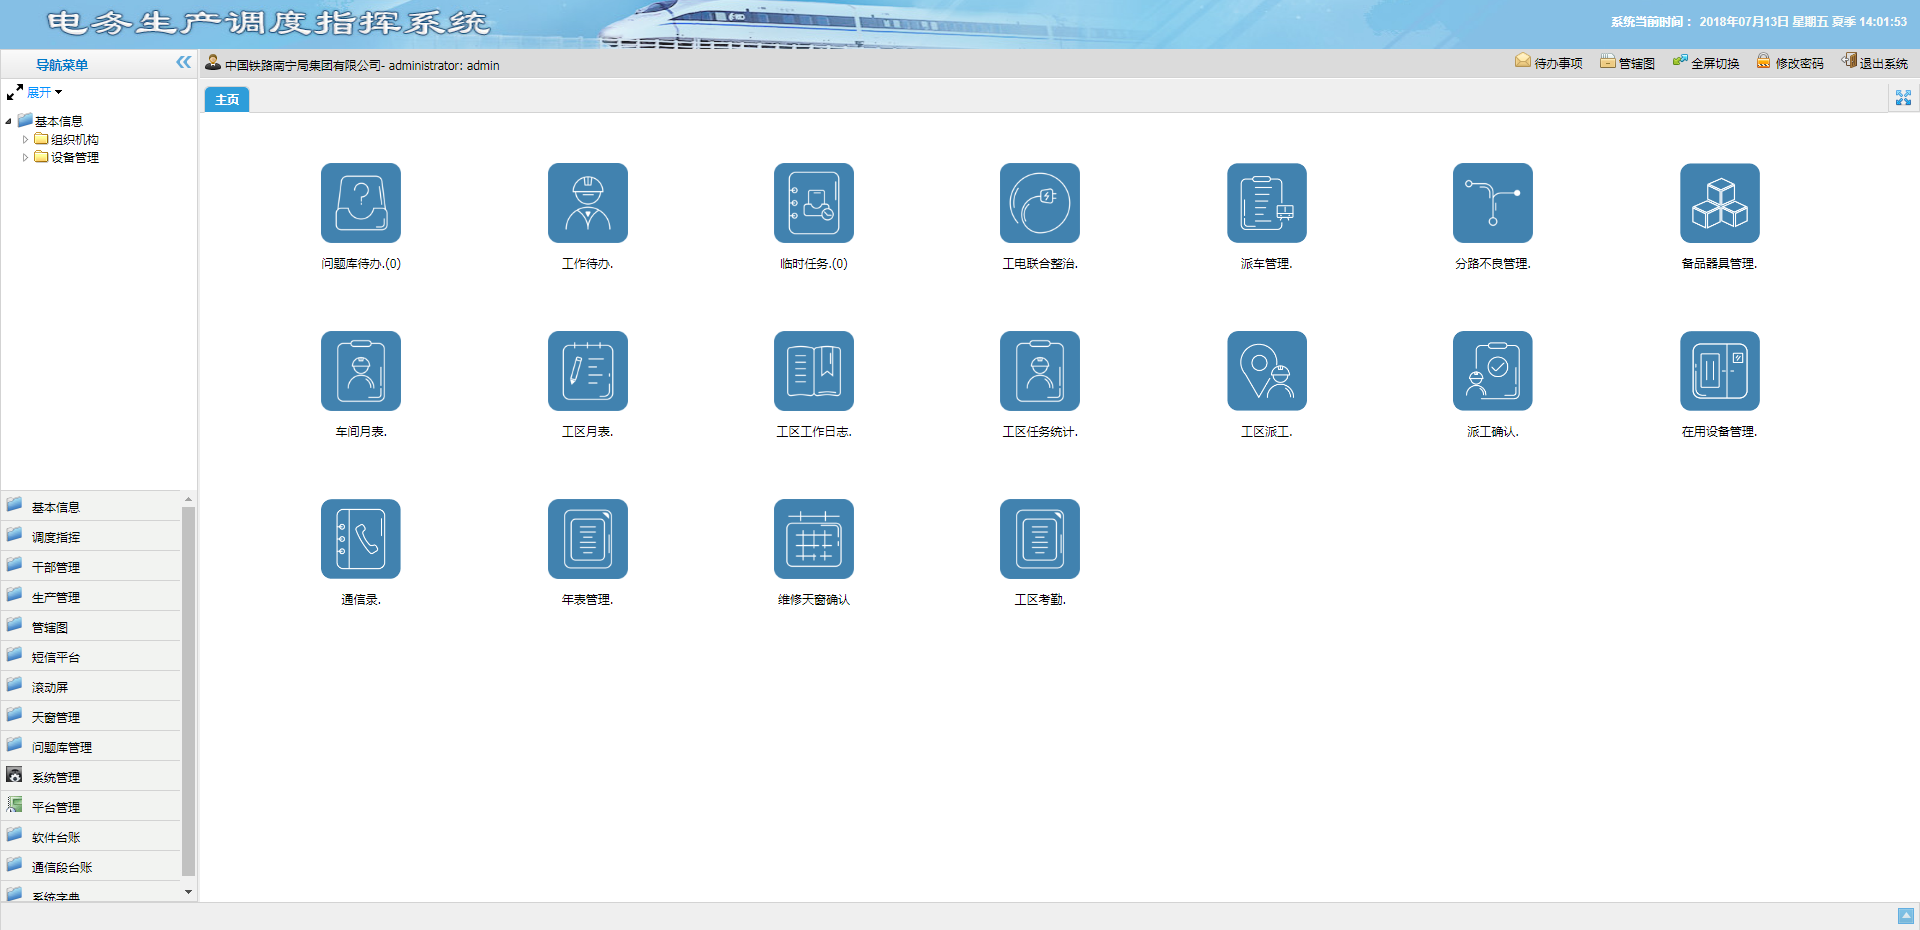 电务生产调度指挥系统
系统当前时间： 2018年07月13日 星期五 夏季 14:01:53
导航菜单
中国铁路南宁局集团有限公司- administrator: admin
待办事项
管辖图
全屏切换
修改密码
退出系统
展开
主页
基本信息
组织机构
设备管理
问题库待办.(0)
工作待办.
临时任务.(0)
工电联合整治.
派车管理.
分路不良管理.
备品器具管理.
车间月表.
工区月表.
工区工作日志.
工区任务统计.
工区派工.
派工确认.
在用设备管理.
通信录.
年表管理.
维修天窗确认
工区考勤.
基本信息
调度指挥
干部管理
生产管理
管辖图
短信平台
滚动屏
天窗管理
问题库管理
系统管理
平台管理
软件台账
通信段台账
系统字典